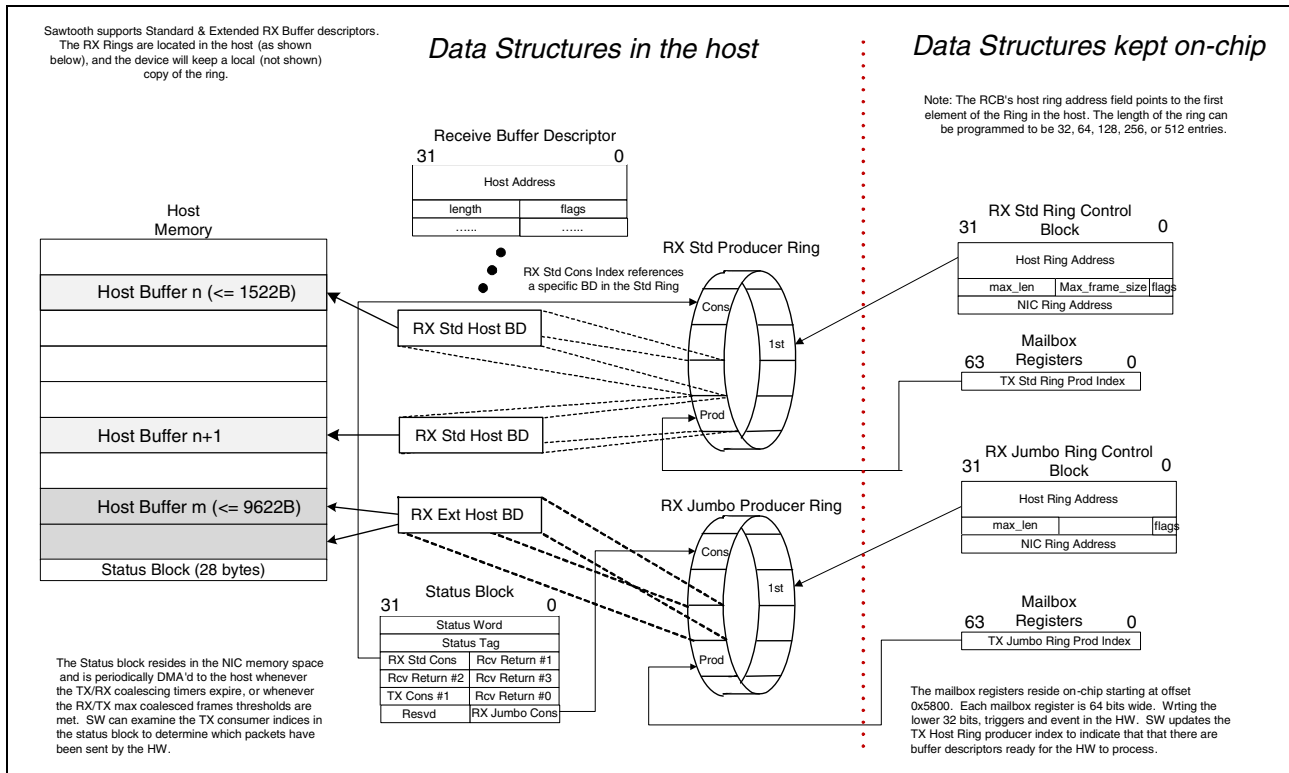 Sawtooth supports Standard & Extended RX Buffer descriptors.
The RX Rings are located in the host (as shown
below), and the device will keep a local (not shown)
copy of the ring.
Data Structures in the host
Data Structures kept on-chip
Note: The RCB's host ring address field points to the first
element of the Ring in the host. The length of the ring can
be programmed to be 32, 64, 128, 256, or 512 entries.
Receive Buffer Descriptor
31 0
Host Address
length flags
...... ......
Host
Memory
Host Buffer n (<= 1522B)
Host Buffer n+1
Host Buffer m (<= 9622B)
Status Block (28 bytes)
RX Std Cons Index references
a specific BD in the Std Ring
RX Std Host BD
RX Std Host BD
RX Ext Host BD
RX Std Producer Ring
Cons
1st
Prod
RX Std Ring Control
Block
31 0
Host Ring Address
max_len Max_frame_size flags
NIC Ring Address
Mailbox
Registers
63 0
TX Std Ring Prod Index
RX Jumbo Producer Ring
Cons
1st
Prod
RX Jumbo Ring Control
Block
31 0
Host Ring Address
max_len flags
NIC Ring Address
Mailbox
Registers
63 0
TX Jumbo Ring Prod Index
Status Block
31 0
Status Word
Status Tag
RX Std Cons Rcv Return #1
Rcv Return #2 Rcv Return #3
TX Cons #1 Rcv Return #0
Resvd RX Jumbo Cons
The Status block resides in the NIC memory space
and is periodically DMA'd to the host whenever
the TX/RX coalescing timers expire, or whenever
the RX/TX max coalesced frames thresholds are
met. SW can examine the TX consumer indices in
the status block to determine which packets have
been sent by the HW.
The mailbox registers reside on-chip starting at offset
0x5800. Each mailbox register is 64 bits wide. Wrting the
lower 32 bits, triggers and event in the HW. SW updates the
TX Host Ring producer index to indicate that that there are
buffer descriptors ready for the HW to process.